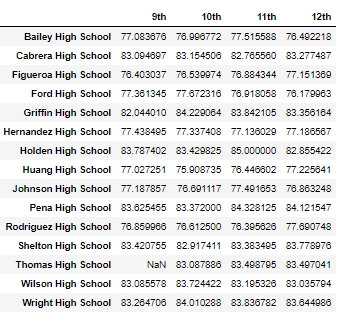 9th 10th 11th 12th
Bailey High School 77.083676 76.996772 77.515588 76.492218
Cabrera High School 83.094697 83.154506 82.765560 83.277487
Figueroa High School 76.403037 76.539974 76.884344 77.151369
Ford High School 77.361345 77.672316 76.918058 76.179963
Griffin High School 82.044010 84.229064 83.842105 83.356164
Hernandez High School 77.438495 77.337408 77.136029 77.186567
Holden High School 83.787402 83.429825 85.000000 82.855422
Huang High School 77.027251 75.908735 76.446602 77.225641
Johnson High School 77.187857 76.691117 77.491653 76.863248
Pena High School 83.625455 83.372000 84.328125 84.121547
Rodriguez High School 76.859966 76.612500 76.395626 77.690748
Shelton High School 83.420755 82.917411 83.383495 83.778976
Thomas High School NaN 83.087886 83.498795 83.497041
Wilson High School 83.085578 83.724422 83.195326 83.035794
Wright High School 83.264706 84.010288 83.836782 83.644986